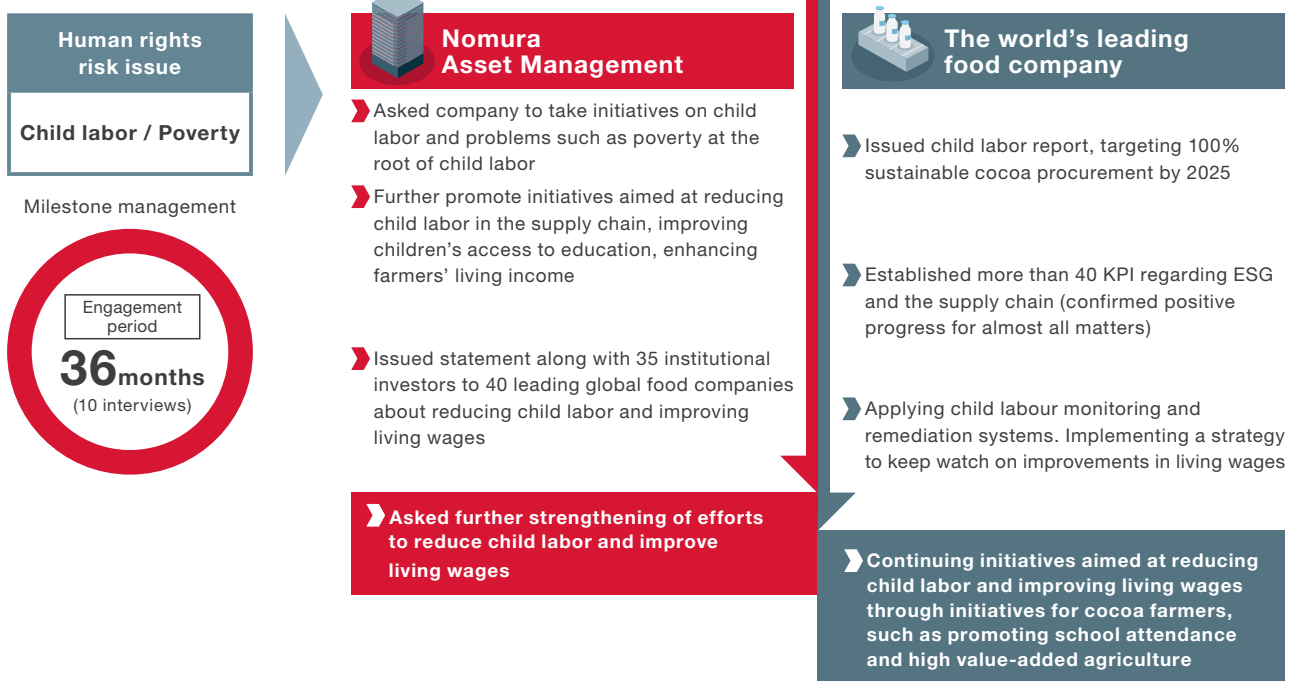 Human rights
risk issue
Child labor / Poverty
Milestone management
Engagement
period
36months
(10 interviews)
Nomura
Asset Management
Asked company to take initiatives on child
labor and problems such as poverty at the
root of child labor
Further promote initiatives aimed at reducing
child labor in the supply chain, improving
children's access to education, enhancing
farmers' living income
Issued statement along with 35 institutional
investors to 40 leading global food companies
about reducing child labor and improving
living wages
Asked further strengthening of efforts
to reduce child labor and improve
living wages
The world's leading
food company
Issued child labor report, targeting 100%
sustainable cocoa procurement by 2025
Established more than 40 KPI regarding ESG
and the supply chain (confirmed positive
progress for almost all matters)
Applying child labour monitoring and
remediation systems. Implementing a strategy
to keep watch on improvements in living wages
Continuing initiatives aimed at reducing
child labor and improving living wages
through initiatives for cocoa farmers,
such as promoting school attendance
and high value-added agriculture